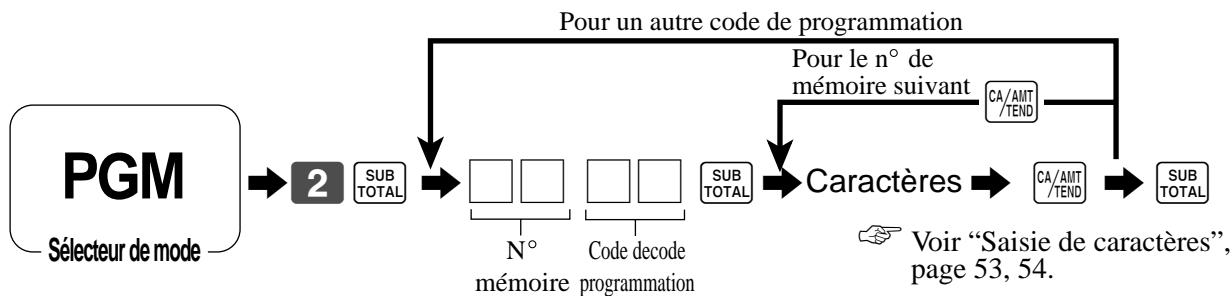 Pour un autre code de programmation
Pour le n° de
mémoire suivant
CA/AMT
/TEND
PGM
Sélecteur de mode
2
SUB
TOTAL
SUB
TOTAL
Caractères
CA/AMT
/TEND
SUB
TOTAL
N°
mémoire
Code decode
programmation
☞ Voir “Saisie de caractères”,
page 53, 54.